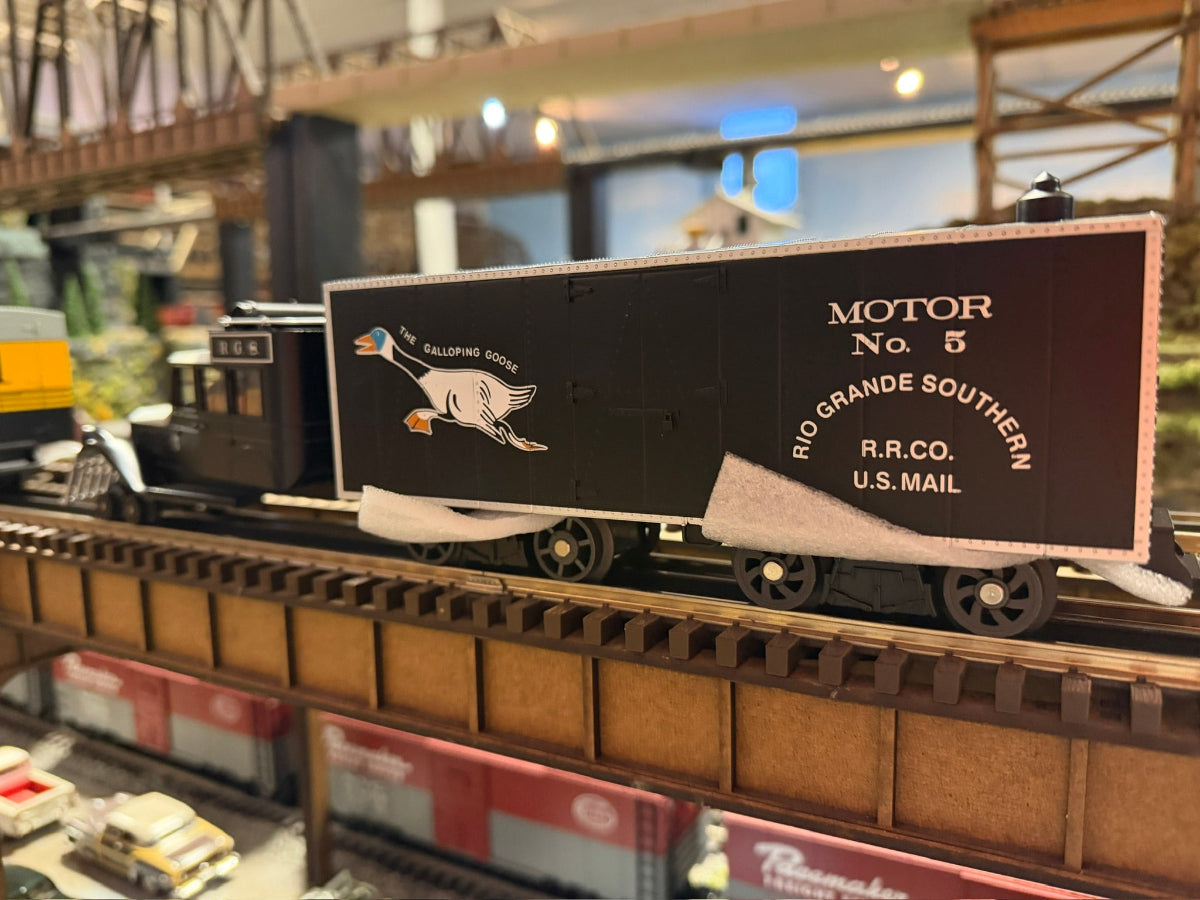 R G S
THE GALLOPING GOOSE
MOTOR
No. 5
RIO GRANDE SOUTHERN
R.R.CO.
U.S. MAIL
Pacemaker